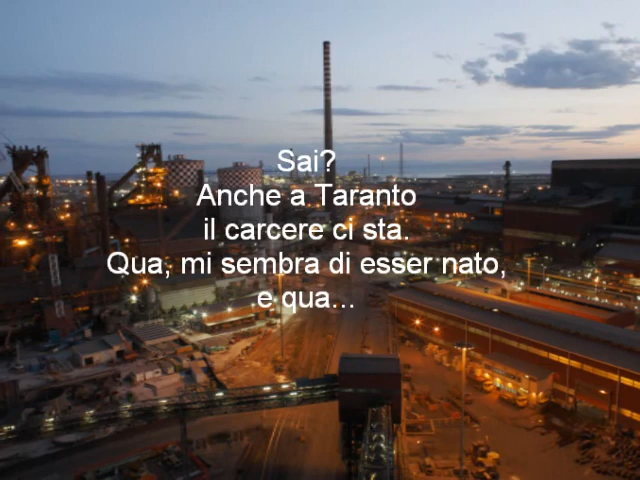 Sai?
Anche a Taranto
il carcere ci sta.
Qua, mi sembra di esser nato,
e qua...